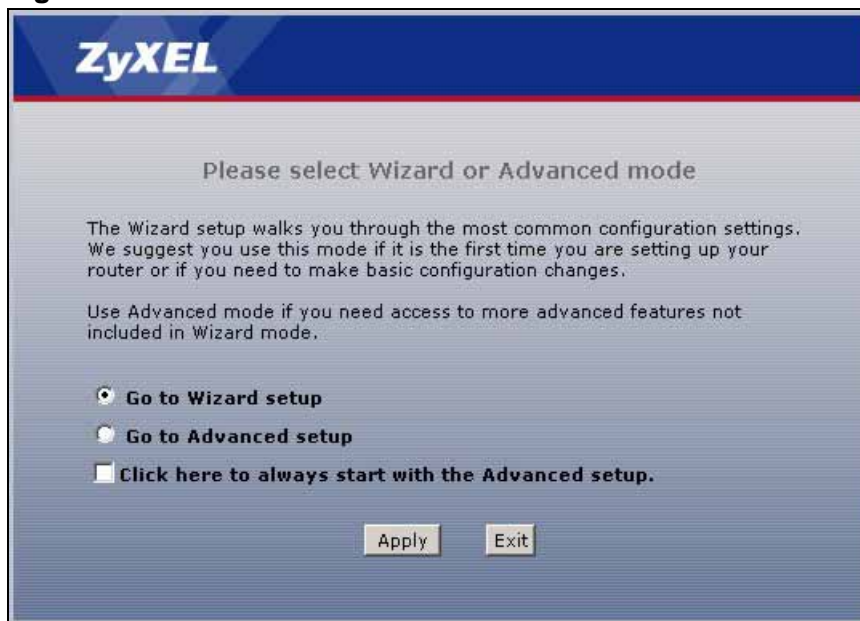 ZyXEL
Please select Wizard or Advanced mode
The Wizard setup walks you through the most common configuration settings.
We suggest you use this mode if it is the first time you are setting up your
router or if you need to make basic configuration changes.
Use Advanced mode if you need access to more advanced features not
included in Wizard mode.
Go to Wizard setup
Go to Advanced setup
Click here to always start with the Advanced setup.
Apply Exit